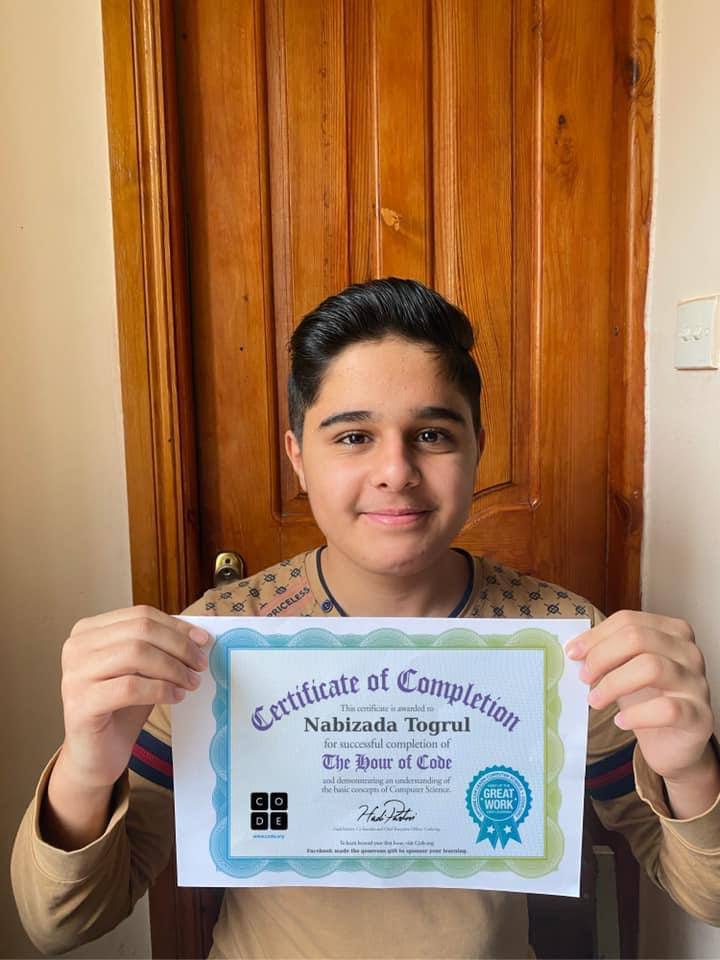 PRICELESS
Certificate of Completion
This certificate is awarded to
Nabizada Togrul
for successful completion of
The Hour of Code
and demonstrating an understanding of
the basic concepts of Computer Science.
C O
D E
www.code.org
GREAT
WORK
Hadi Partovi, Co-founder and Chief Executive Officer, Code.org
To learn beyond your first hour, visit Code.org
Facebook made the generous gift to sponsor your learning.